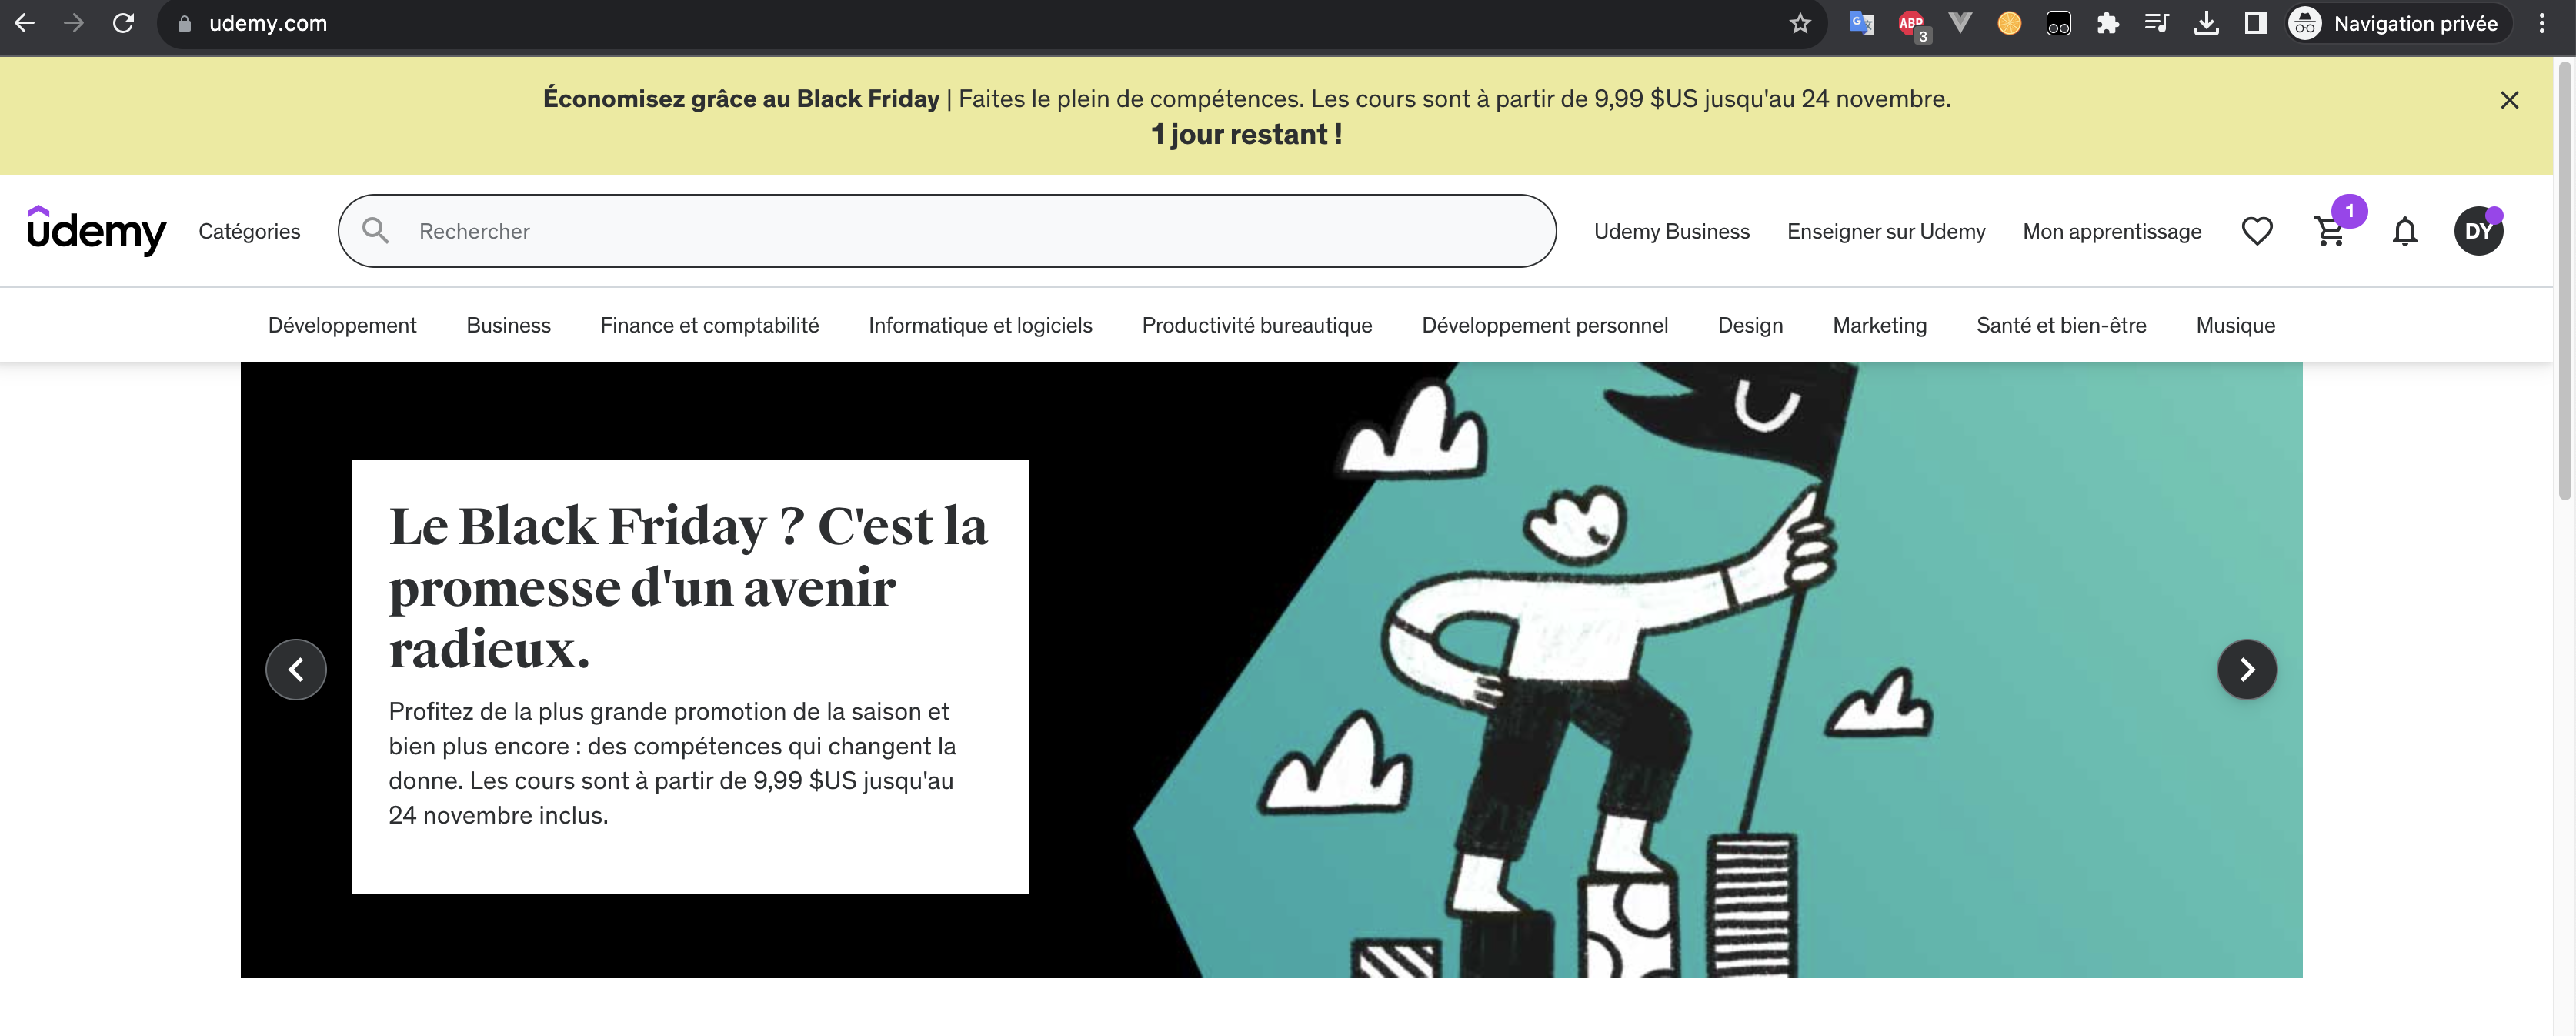 udemy.com
ABP
3
Navigation privée
Économisez grâce au Black Friday | Faites le plein de compétences. Les cours sont à partir de 9,99 $US jusqu'au 24 novembre.
1 jour restant !
udemy
Catégories
Rechercher
Udemy Business
Enseigner sur Udemy
Mon apprentissage
1
DY
Développement
Business
Finance et comptabilité
Informatique et logiciels
Productivité bureautique
Développement personnel
Design
Marketing
Santé et bien-être
Musique
U
Le Black Friday ? C'est la
promesse d'un avenir
radieux.
Profitez de la plus grande promotion de la saison et
bien plus encore : des compétences qui changent la
donne. Les cours sont à partir de 9,99 $US jusqu'au
24 novembre inclus.